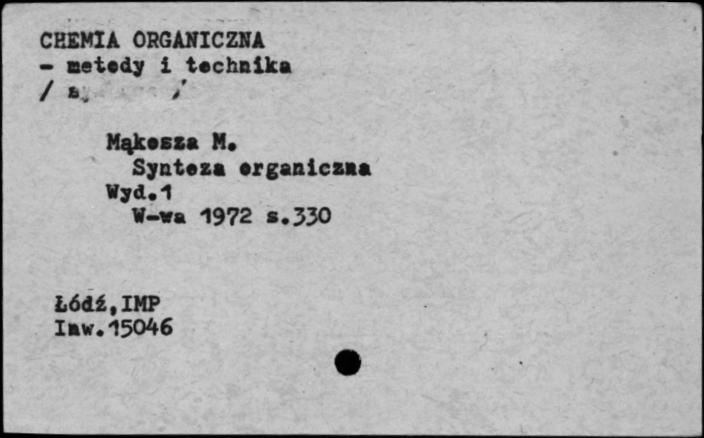 CHEMIA ORGANICZNA
- metody i technika
/ /
Mąkosza M.
Synteza organiczna
Wyd.1
W-wa 1972 s.330
Łódź,IMP
Inw.15046